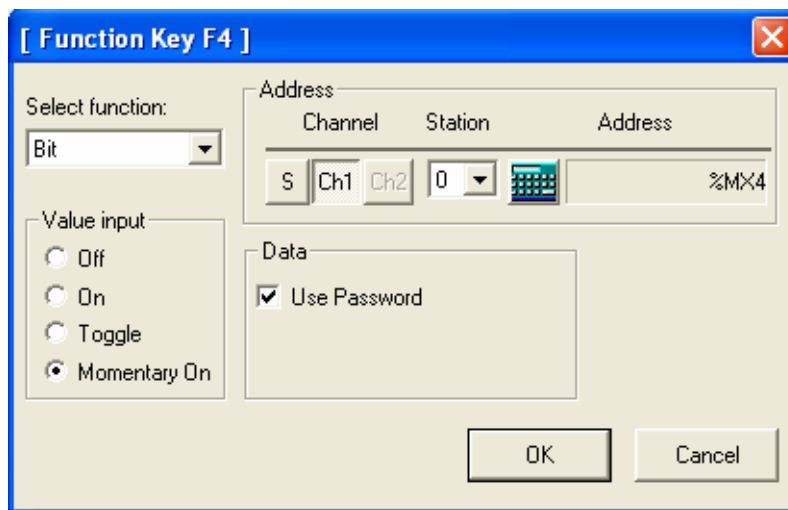 [ Function Key F4 ]
Select function:
Bit
Value input
Off
On
Toggle
Momentary On
Address
Channel Station Address
S Ch1 Ch2 0 %MX4
Data
Use Password
OK Cancel